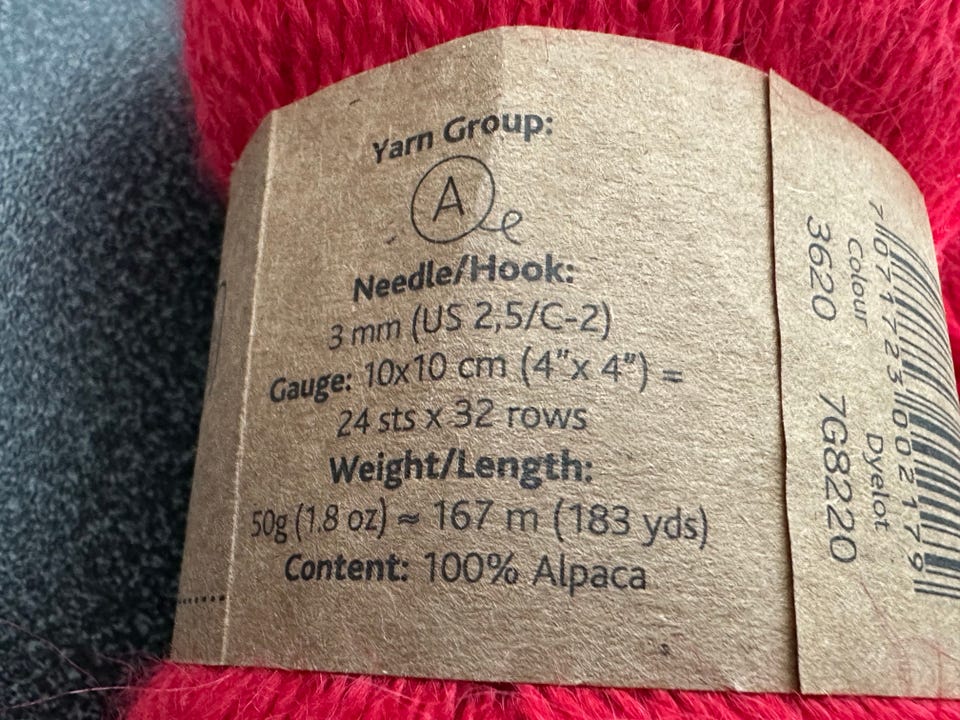 Yarn Group:
A
Needle/Hook:
3 mm (US 2,5/C-2)
Gauge: 10x10 cm (4"x 4") =
24 sts x 32 rows
Weight/Length:
50g (1.8 oz) ≈ 167 m (183 yds)
Content: 100% Alpaca
7071723002179
Colour Dyelot
3620 7G8220